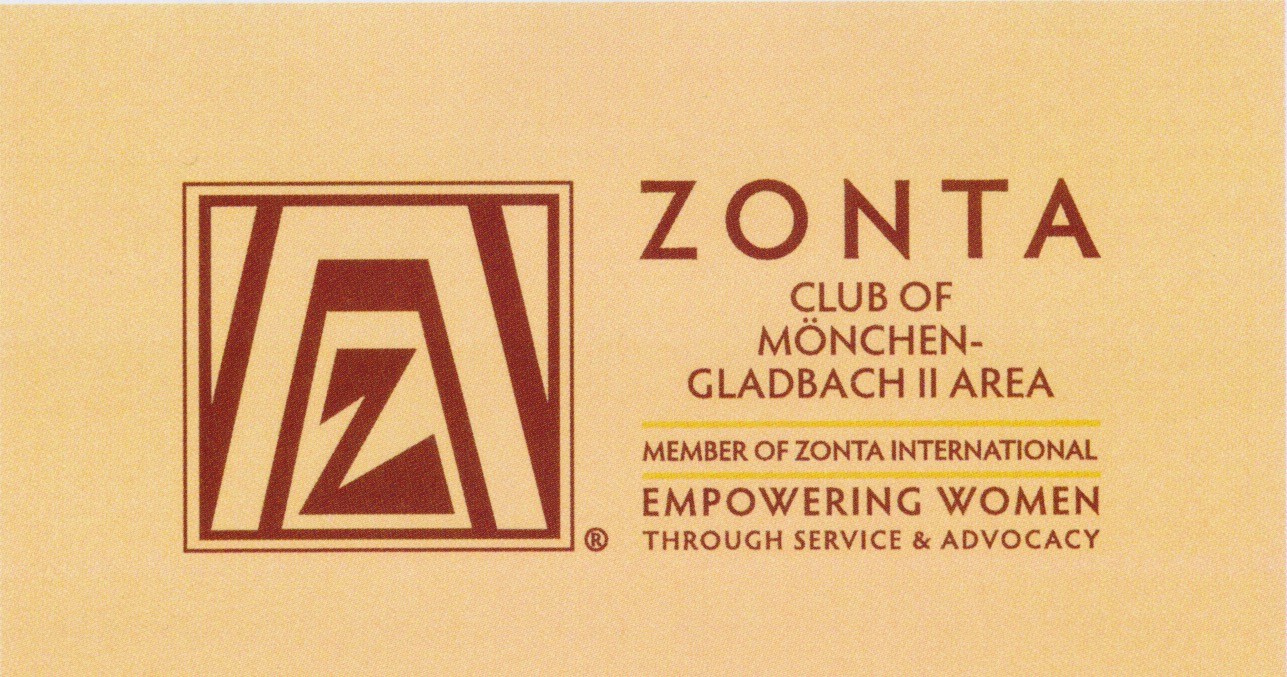 ZONTA
CLUB OF
MÖNCHEN-
GLADBACH II AREA
MEMBER OF ZONTA INTERNATIONAL
EMPOWERING WOMEN
THROUGH SERVICE & ADVOCACY
Z
®